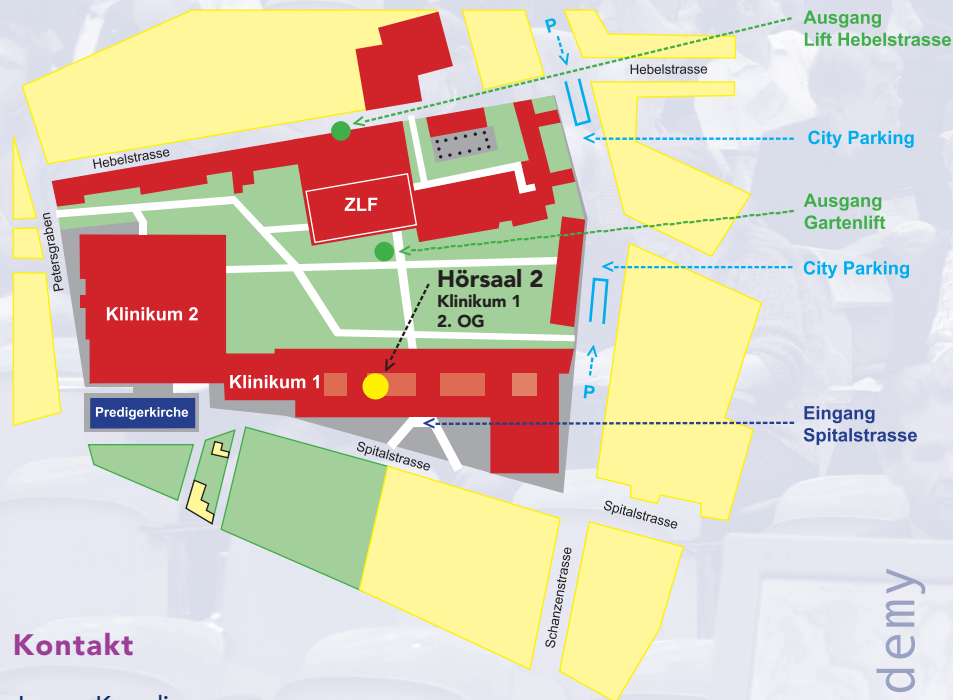 P
Ausgang
Lift Hebelstrasse
Hebelstrasse
City Parking
Hebelstrasse
ZLF
Ausgang
Gartenlift
Petersgraben
City Parking
Hörsaal 2
Klinikum 1
2. OG
Klinikum 2
Klinikum 1
P
Predigerkirche
Eingang
Spitalstrasse
Spitalstrasse
Spitalstrasse
Schanzenstrasse
demy
Kontakt